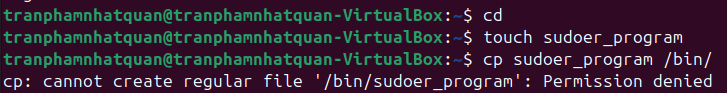 tranphamnhatquan@tranphamnhatquan-VirtualBox:~$ cd
tranphamnhatquan@tranphamnhatquan-VirtualBox:~$ touch sudoer_program
tranphamnhatquan@tranphamnhatquan-VirtualBox:~$ cp sudoer_program /bin/
cp: cannot create regular file '/bin/sudoer_program': Permission denied